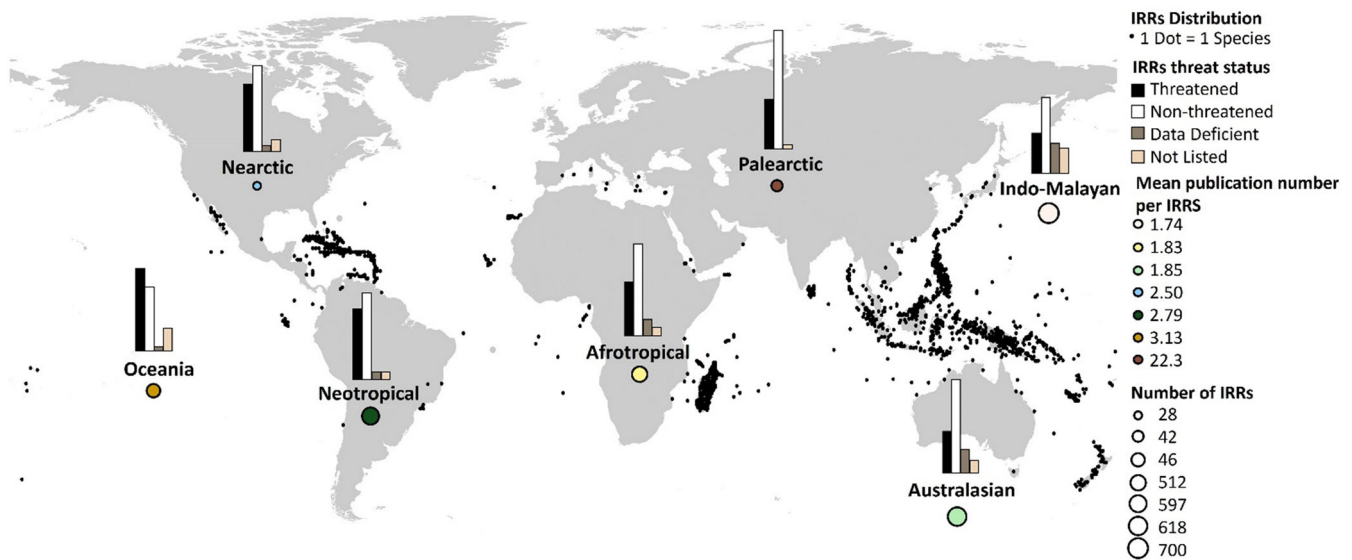 IRRs Distribution
1 Dot = 1 Species
IRRs threat status
Threatened
Non-threatened
Data Deficient
Not Listed
Nearctic
Palearctic
Indo-Malayan
Mean publication number
per IRRS
1.74
1.83
1.85
2.50
2.79
3.13
22.3
Oceania
Neotropical
Afrotropical
Australasian
Number of IRRs
28
42
46
512
597
618
700